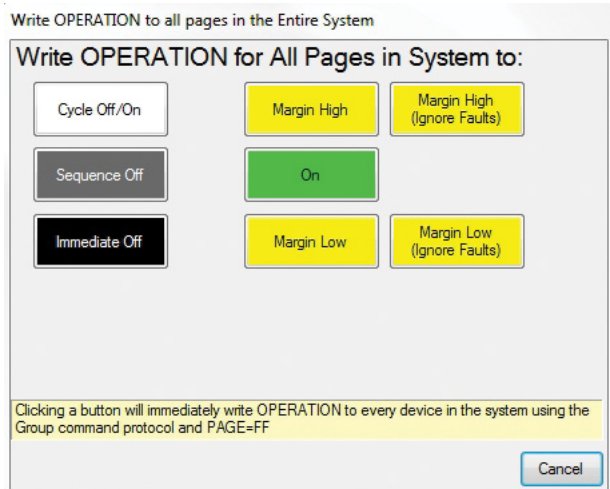 Write OPERATION to all pages in the Entire System
Write OPERATION for All Pages in System to:
Cycle Off/On
Margin High
Margin High
(Ignore Faults)
Sequence Off
On
Immediate Off
Margin Low
Margin Low
(Ignore Faults)
Clicking a button will immediately write OPERATION to every device in the system using the
Group command protocol and PAGE=FF
Cancel